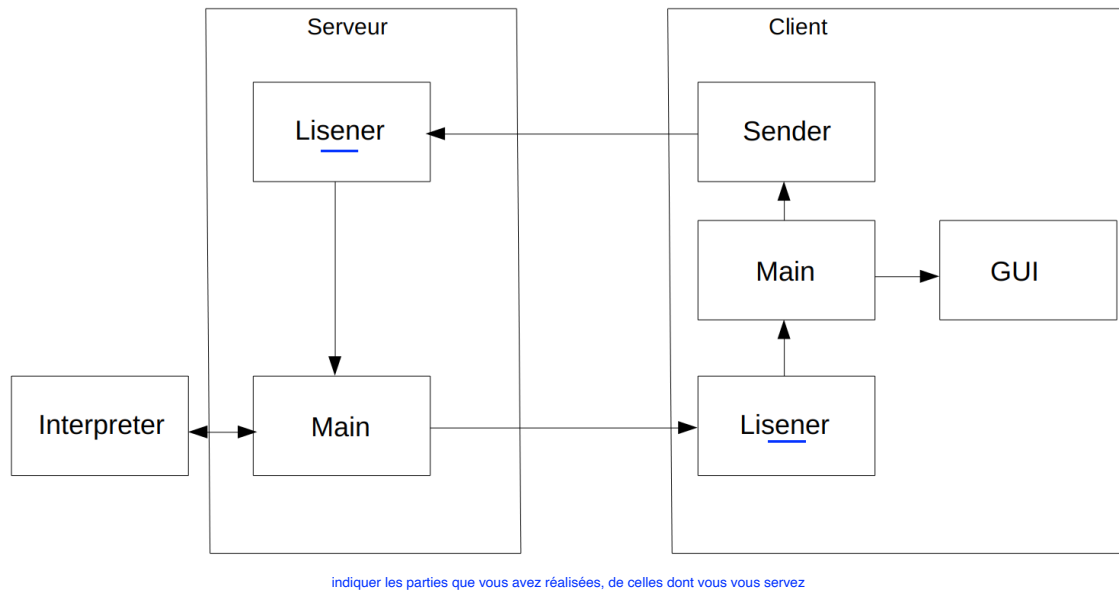 Serveur
Client
Lisener
Sender
Main
GUI
Interpreter
Main
Lisener
indiquer les parties que vous avez réalisées, de celles dont vous vous servez